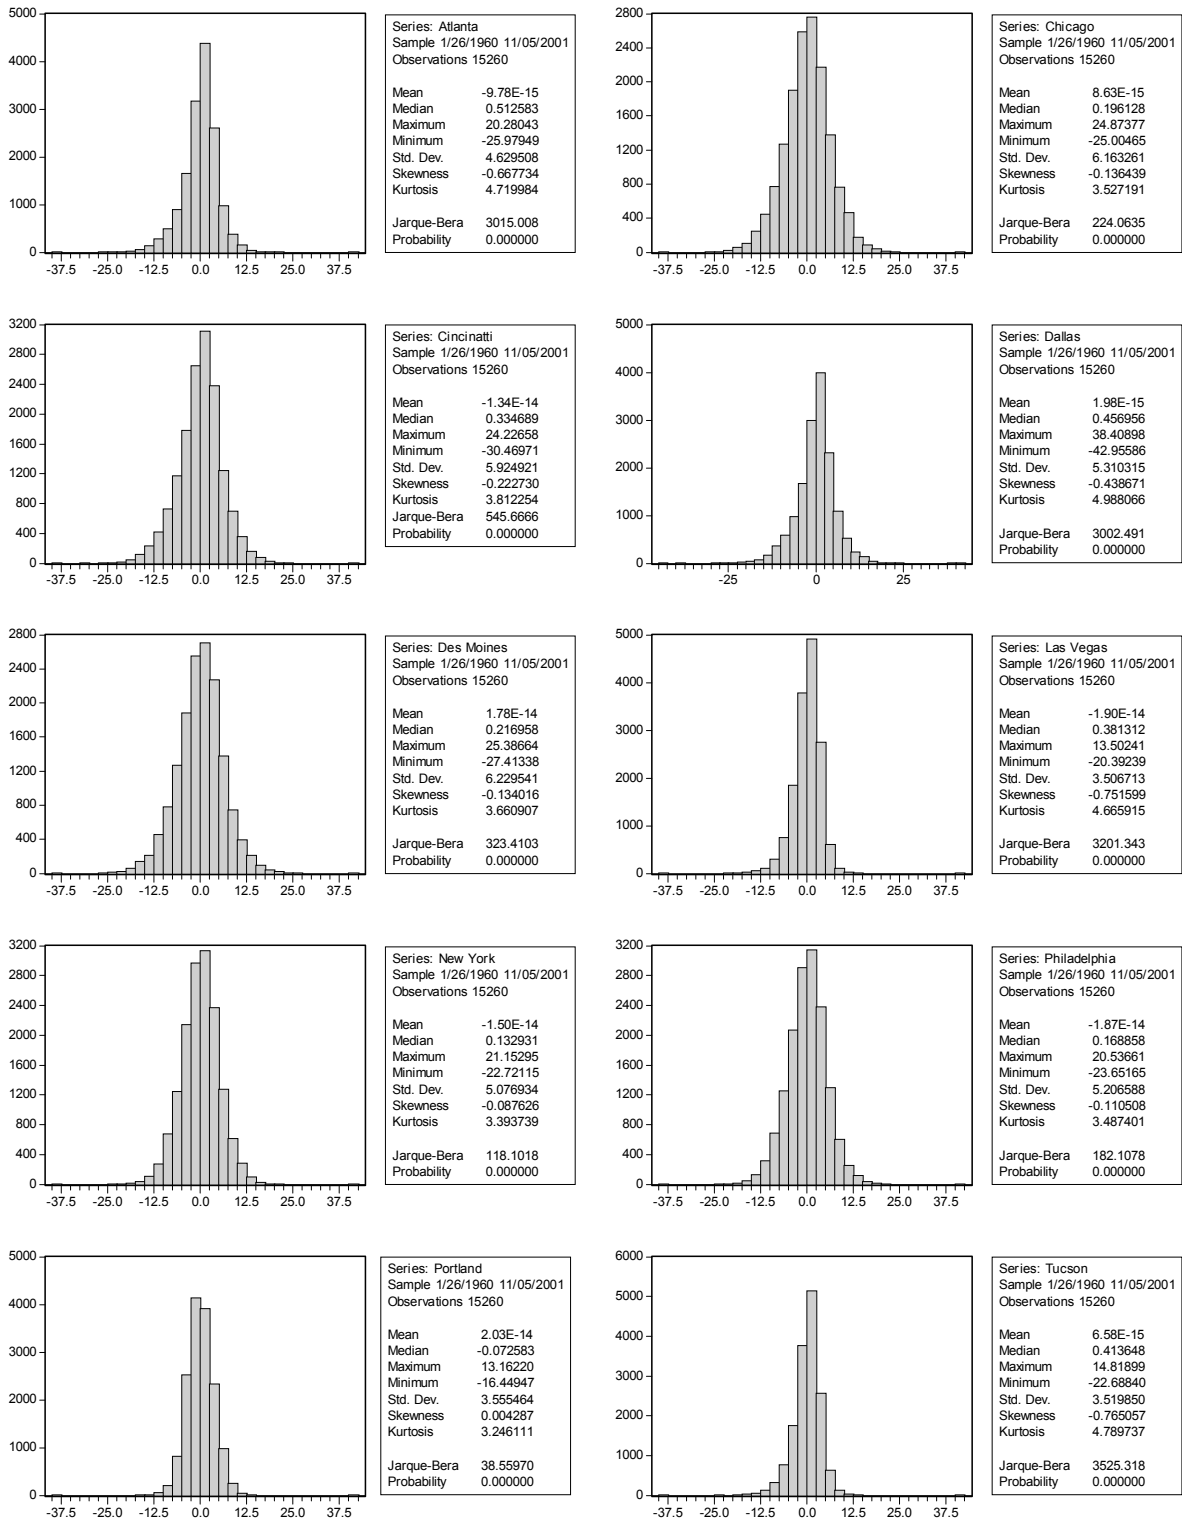 5000
4000
3000
2000
1000
0
-37.5 -25.0 -12.5 0.0 12.5 25.0 37.5
Series: Atlanta
Sample 1/26/1960 11/05/2001
Observations 15260
Mean -9.78E-15
Median 0.512583
Maximum 20.28043
Minimum -25.97949
Std. Dev. 4.629508
Skewness -0.667734
Kurtosis 4.719984
Jarque-Bera 3015.008
Probability 0.000000
2800
2400
2000
1600
1200
800
400
0
-37.5 -25.0 -12.5 0.0 12.5 25.0 37.5
Series: Chicago
Sample 1/26/1960 11/05/2001
Observations 15260
Mean 8.63E-15
Median 0.196128
Maximum 24.87377
Minimum -25.00465
Std. Dev. 6.163261
Skewness -0.136439
Kurtosis 3.527191
Jarque-Bera 224.0635
Probability 0.000000
3200
2800
2400
2000
1600
1200
800
400
0
-37.5 -25.0 -12.5 0.0 12.5 25.0 37.5
Series: Cincinatti
Sample 1/26/1960 11/05/2001
Observations 15260
Mean -1.34E-14
Median 0.334689
Maximum 24.22658
Minimum -30.46971
Std. Dev. 5.924921
Skewness -0.222730
Kurtosis 3.812254
Jarque-Bera 545.6666
Probability 0.000000
5000
4000
3000
2000
1000
0
-25 0 25
Series: Dallas
Sample 1/26/1960 11/05/2001
Observations 15260
Mean 1.98E-15
Median 0.456956
Maximum 38.40898
Minimum -42.95586
Std. Dev. 5.310315
Skewness -0.438671
Kurtosis 4.988066
Jarque-Bera 3002.491
Probability 0.000000
2800
2400
2000
1600
1200
800
400
0
-37.5 -25.0 -12.5 0.0 12.5 25.0 37.5
Series: Des Moines
Sample 1/26/1960 11/05/2001
Observations 15260
Mean 1.78E-14
Median 0.216958
Maximum 25.38664
Minimum -27.41338
Std. Dev. 6.229541
Skewness -0.134016
Kurtosis 3.660907
Jarque-Bera 323.4103
Probability 0.000000
5000
4000
3000
2000
1000
0
-37.5 -25.0 -12.5 0.0 12.5 25.0 37.5
Series: Las Vegas
Sample 1/26/1960 11/05/2001
Observations 15260
Mean -1.90E-14
Median 0.381312
Maximum 13.50241
Minimum -20.39239
Std. Dev. 3.506713
Skewness -0.751599
Kurtosis 4.665915
Jarque-Bera 3201.343
Probability 0.000000
3200
2800
2400
2000
1600
1200
800
400
0
-37.5 -25.0 -12.5 0.0 12.5 25.0 37.5
Series: New York
Sample 1/26/1960 11/05/2001
Observations 15260
Mean -1.50E-14
Median 0.132931
Maximum 21.15295
Minimum -22.72115
Std. Dev. 5.076934
Skewness -0.087626
Kurtosis 3.393739
Jarque-Bera 118.1018
Probability 0.000000
3200
2800
2400
2000
1600
1200
800
400
0
-37.5 -25.0 -12.5 0.0 12.5 25.0 37.5
Series: Philadelphia
Sample 1/26/1960 11/05/2001
Observations 15260
Mean -1.87E-14
Median 0.168858
Maximum 20.53661
Minimum -23.65165
Std. Dev. 5.206588
Skewness -0.110508
Kurtosis 3.487401
Jarque-Bera 182.1078
Probability 0.000000
5000
4000
3000
2000
1000
0
-37.5 -25.0 -12.5 0.0 12.5 25.0 37.5
Series: Portland
Sample 1/26/1960 11/05/2001
Observations 15260
Mean 2.03E-14
Median -0.072583
Maximum 13.16220
Minimum -16.44947
Std. Dev. 3.555464
Skewness 0.004287
Kurtosis 3.246111
Jarque-Bera 38.55970
Probability 0.000000
6000
5000
4000
3000
2000
1000
0
-37.5 -25.0 -12.5 0.0 12.5 25.0 37.5
Series: Tucson
Sample 1/26/1960 11/05/2001
Observations 15260
Mean 6.58E-15
Median 0.413648
Maximum 14.81899
Minimum -22.68840
Std. Dev. 3.519850
Skewness -0.765057
Kurtosis 4.789737
Jarque-Bera 3525.318
Probability 0.000000